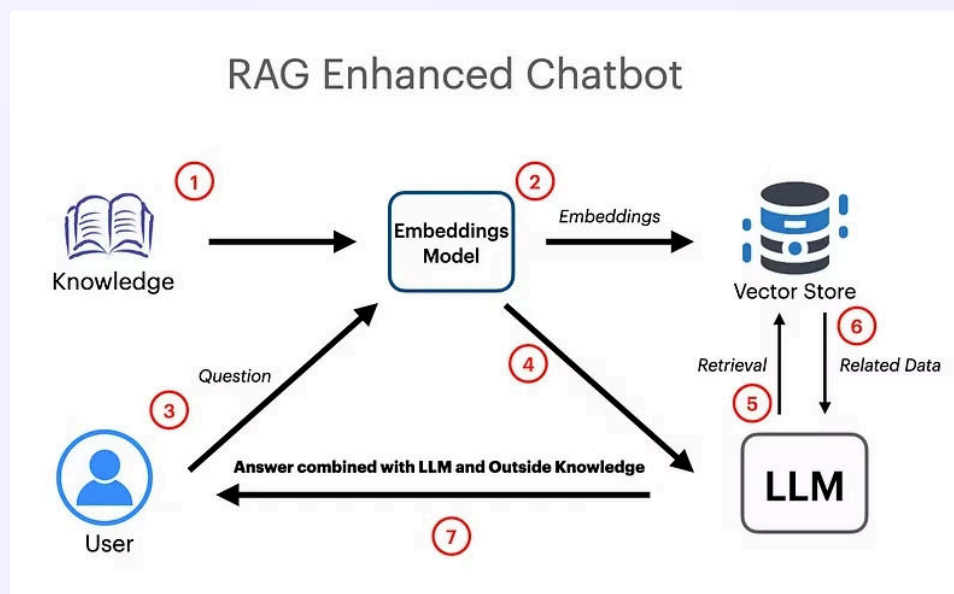 RAG Enhanced Chatbot
1
2
Knowledge
Embeddings
Model
Embeddings
Vector Store
Question
3
4
Retrieval
5
6
Related Data
Answer combined with LLM and Outside Knowledge
7
User
LLM